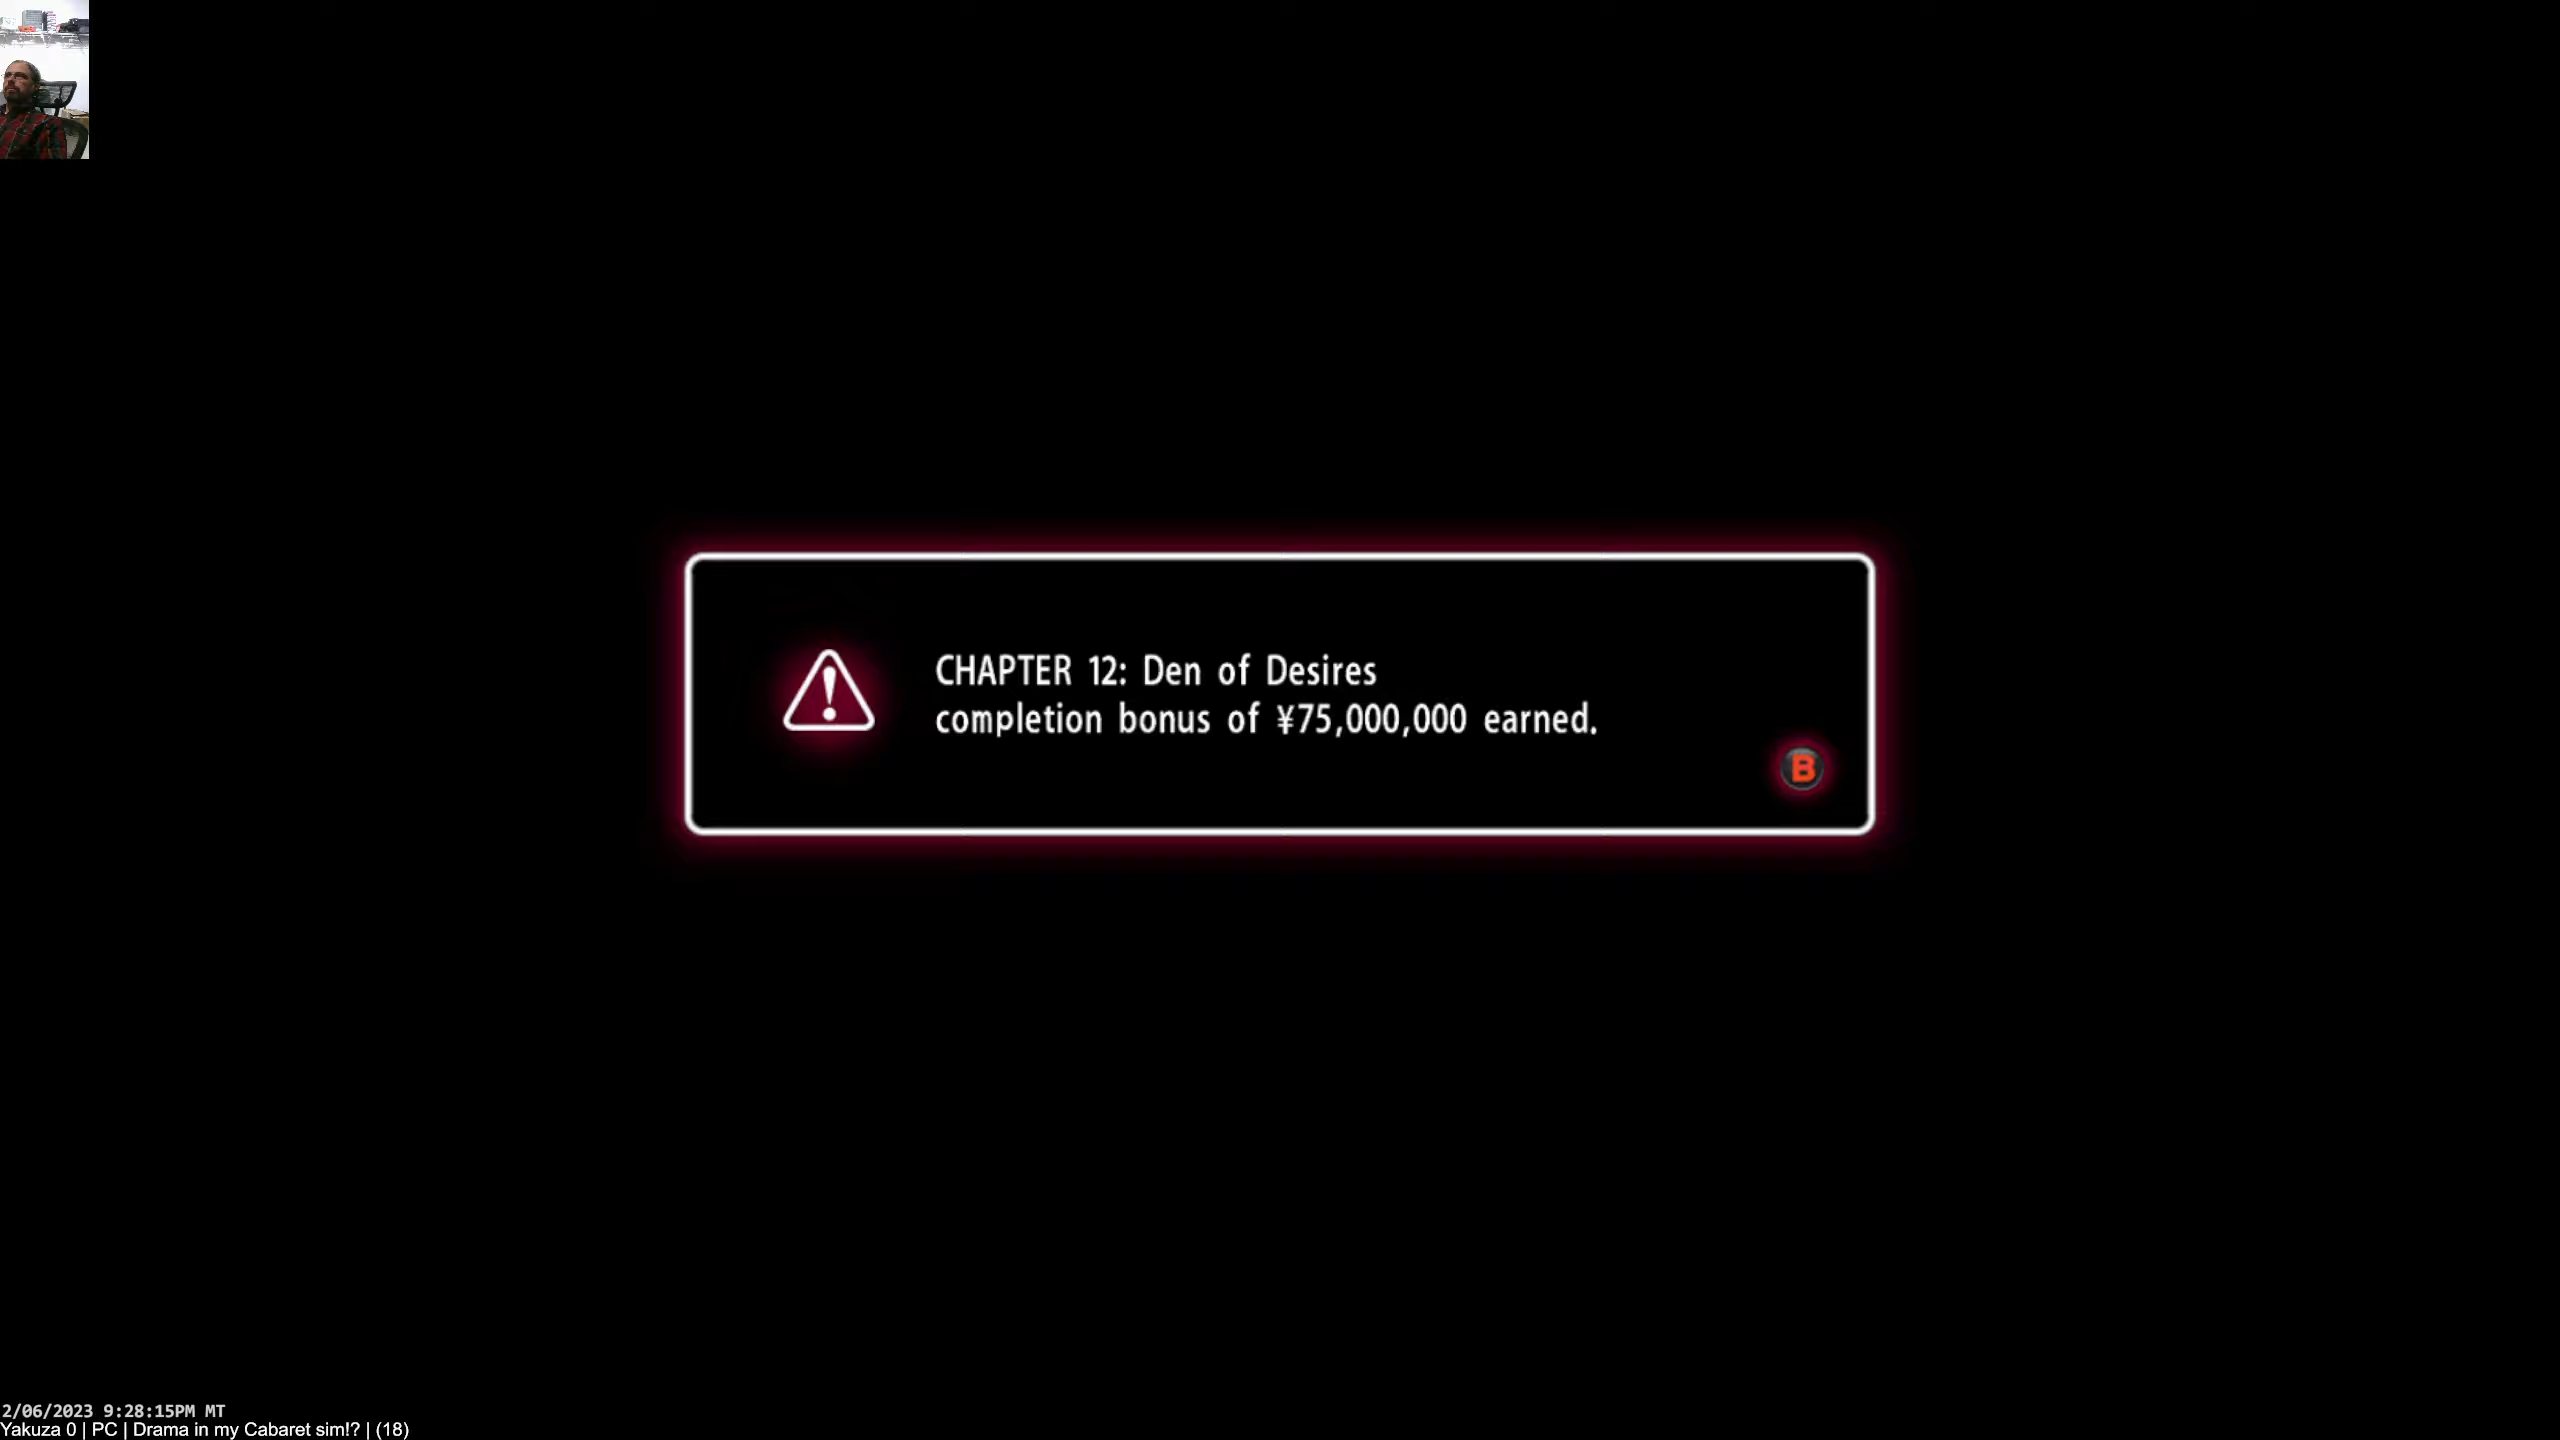 CHAPTER 12: Den of Desires
completion bonus of ¥75,000,000 earned.
B
2/06/2023 9:28:15PM MT
Yakuza 0 | PC | Drama in my Cabaret sim!? | (18)